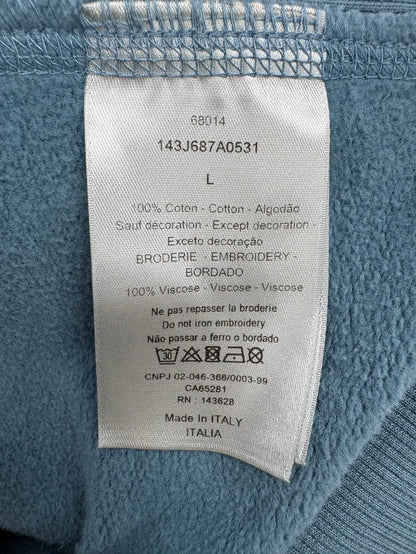 68014
143J687A0531
L
100% Coton - Cotton - Algodão
Sauf décoration - Except decoration -
Exceto decoração
BRODERIE - EMBROIDERY -
BORDADO
100% Viscose - Viscose - Viscose
Ne pas repasser la broderie
Do not iron embroidery
Não passar a ferro o bordado
30
CNPJ 02-046-366/0003-99
CA65281
RN : 143628
Made In ITALY
ITALIA